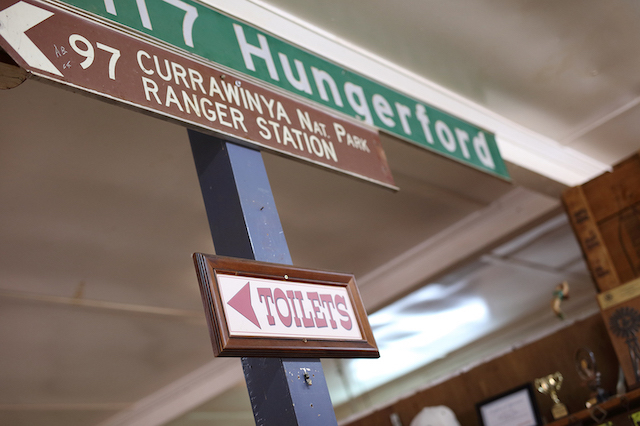 117 Hungerford
97 CURRAWINYA NAT. PARK
RANGER STATION
TOILETS